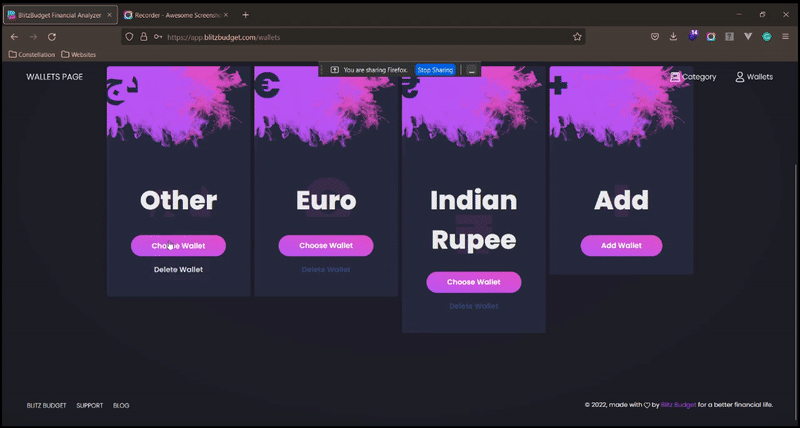 BlitzBudget Financial Analyzer
Recorder - Awesome Screensh
https://app.blitzbudget.com/wallets
14
Constellation
Websites
You are sharing Firefox.
Stop Sharing
WALLETS PAGE
Category
Wallets
€
Other
Choose Wallet
Delete Wallet
Euro
Choose Wallet
Delete Wallet
Indian
Rupee
Choose Wallet
Delete Wallet
Add
Add Wallet
BLITZ BUDGET
SUPPORT
BLOG
© 2022, made with
by Blitz Budget for a better financial life.